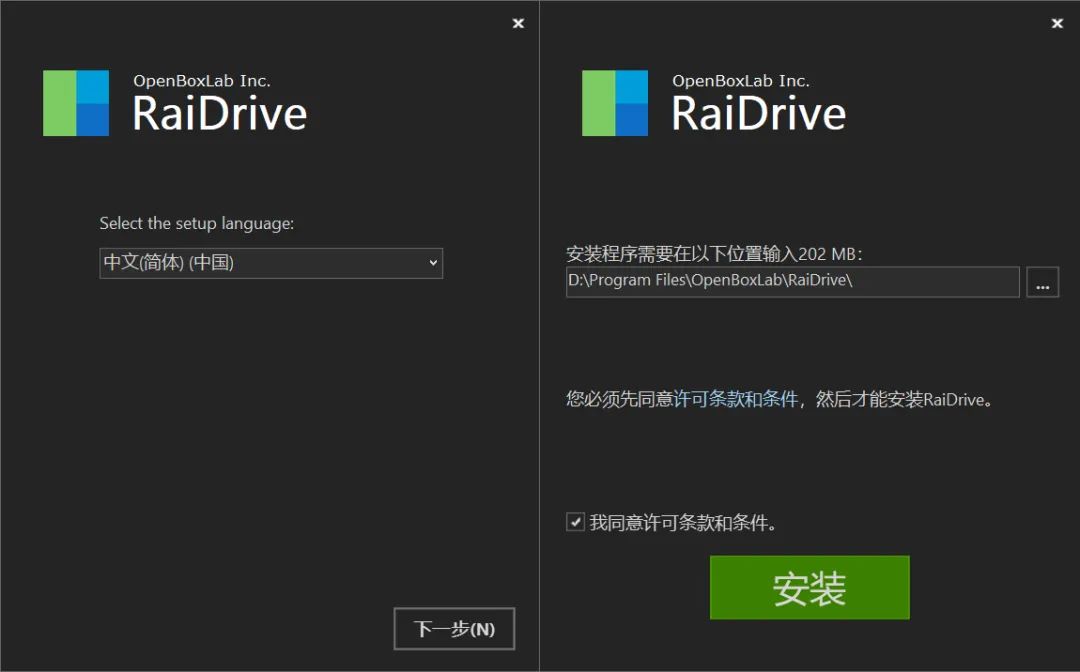 OpenBoxLab Inc.
RaiDrive
Select the setup language:
中文(简体) (中国)
下一步(N)
OpenBoxLab Inc.
RaiDrive
安装程序需要在以下位置输入202 MB：
D:\Program Files\OpenBoxLab\RaiDrive\
...
您必须先同意许可条款和条件，然后才能安装RaiDrive。
我同意许可条款和条件。
安装